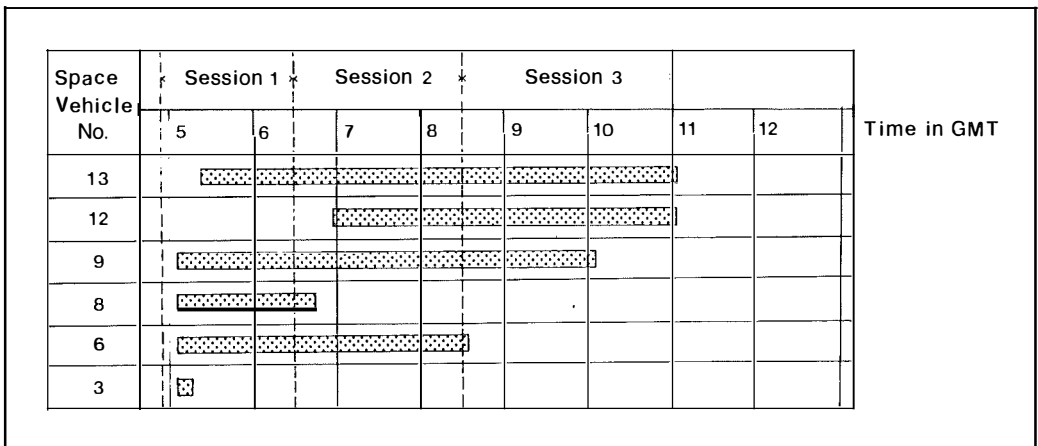 Space Vehicle No.
Session 1
Session 2
Session 3
5 6 7 8 9 10 11 12
Time in GMT
13
12
9
8
6
3